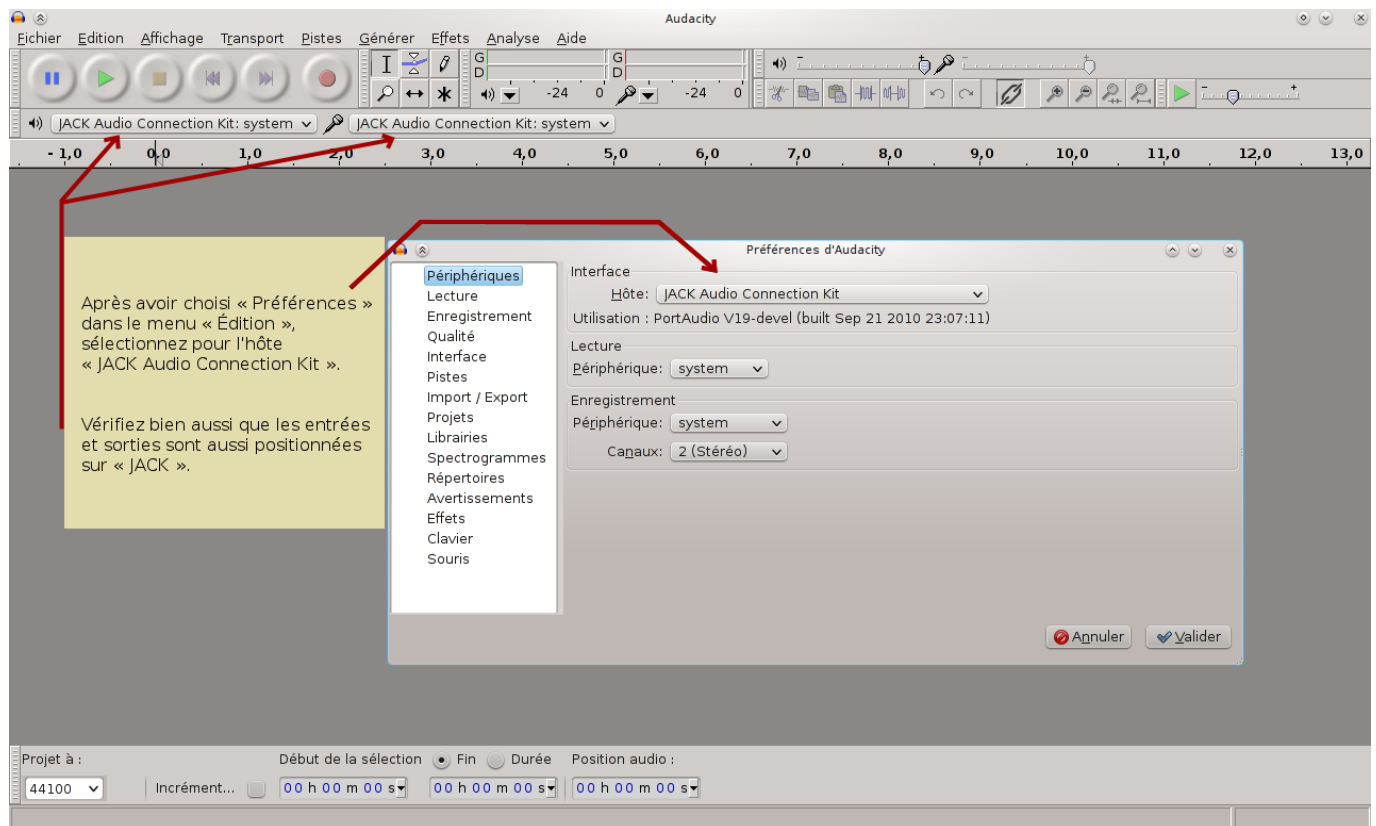 Audacity
Fichier Edition Affichage Transport Pistes Générer Effets Analyse Aide
G G
D D
-24 0 -24 0
JACK Audio Connection Kit: system JACK Audio Connection Kit: system
- 1,0 0,0 1,0 2,0 3,0 4,0 5,0 6,0 7,0 8,0 9,0 10,0 11,0 12,0 13,0
Après avoir choisi « Préférences »
dans le menu « Édition »,
sélectionnez pour l'hôte
« JACK Audio Connection Kit ».
Vérifiez bien aussi que les entrées
et sorties sont aussi positionnées
sur « JACK ».
Préférences d'Audacity
Périphériques
Lecture
Enregistrement
Qualité
Interface
Pistes
Import / Export
Projets
Librairies
Spectrogrammes
Répertoires
Avertissements
Effets
Clavier
Souris
Interface
Hôte: JACK Audio Connection Kit
Utilisation : PortAudio V19-devel (built Sep 21 2010 23:07:11)
Lecture
Périphérique: system
Enregistrement
Périphérique: system
Canaux: 2 (Stéréo)
Annuler Valider
Projet à : Début de la sélection Fin Durée Position audio :
44100 Incrément... 00 h 00 m 00 s 00 h 00 m 00 s 00 h 00 m 00 s